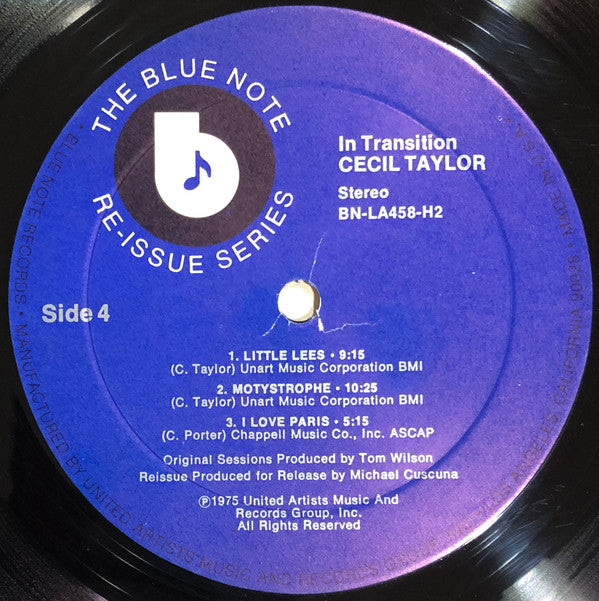 THE BLUE NOTE
RE-ISSUE SERIES
b
In Transition
CECIL TAYLOR
Stereo
BN-LA458-H2
Side 4
1. LITTLE LEES • 9:15
(C. Taylor) Unart Music Corporation BMI
2. MOTYSTROPHE • 10:25
(C. Taylor) Unart Music Corporation BMI
3. I LOVE PARIS • 5:15
(C. Porter) Chappell Music Co., Inc. ASCAP
Original Sessions Produced by Tom Wilson
Reissue Produced for Release by Michael Cuscuna
℗1975 United Artists Music And
Records Group, Inc.
All Rights Reserved
BLUE NOTE RECORDS • MANUFACTURED BY UNITED ARTISTS MUSIC AND RECORDS GROUP, CALIFORNIA 90028 • MADE IN U.S.A.